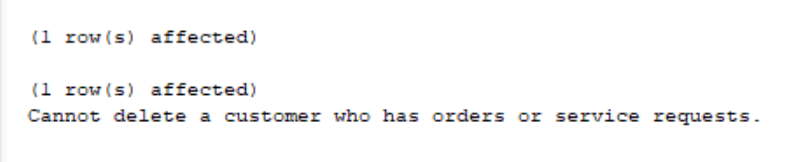 (1 row(s) affected)
(1 row(s) affected)
Cannot delete a customer who has orders or service requests.